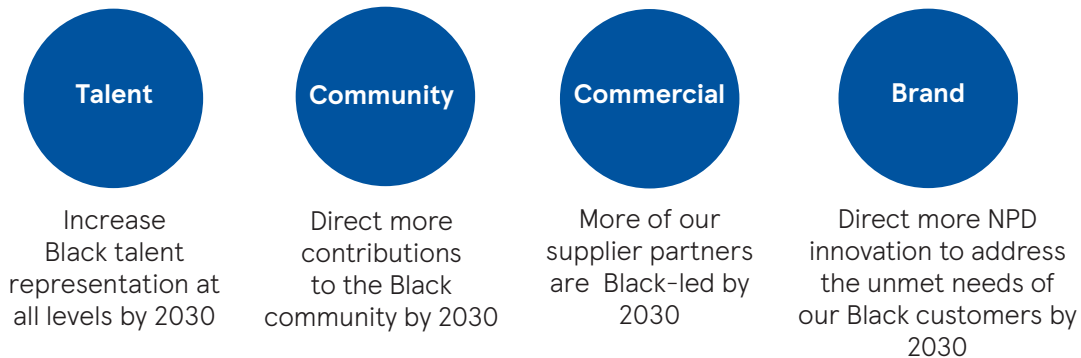 Talent
Increase
Black talent
representation at
all levels by 2030
Community
Direct more
contributions
to the Black
community by 2030
Commercial
More of our
supplier partners
are Black-led by
2030
Brand
Direct more NPD
innovation to address
the unmet needs of
our Black customers by
2030